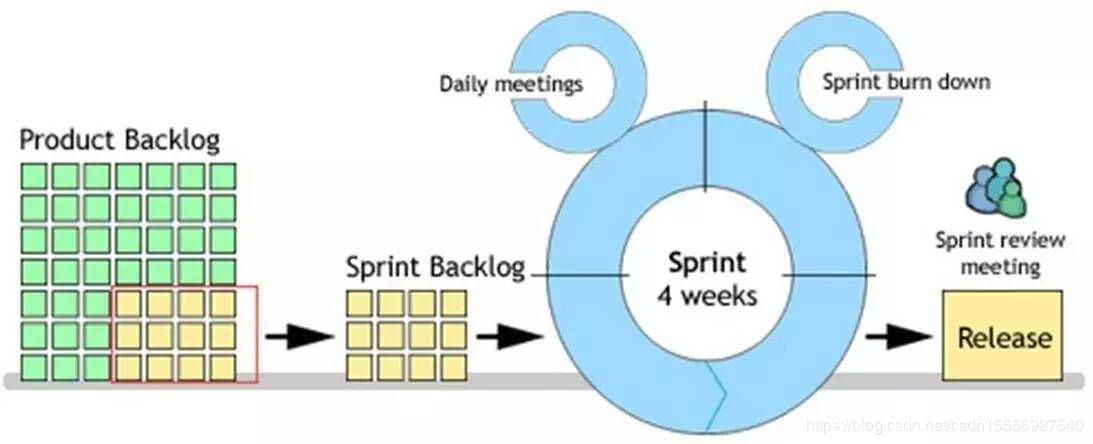 Daily meetings
Sprint burn down
Product Backlog
Sprint Backlog
Sprint
4 weeks
Sprint review
meeting
Release
https://blog.csdn.net/csdn15556927540